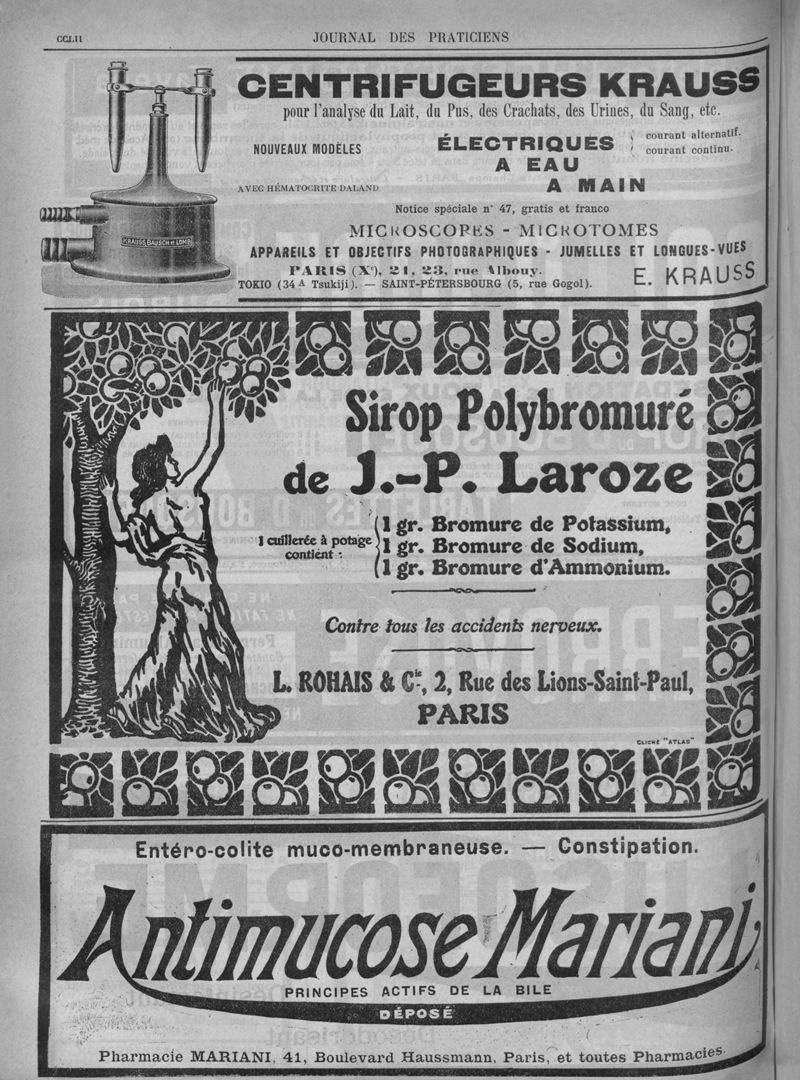 CCLII
JOURNAL DES PRATICIENS
CENTRIFUGEURS KRAUSS
pour l'analyse du Lait, du Pus, des Crachats, des Urines, du Sang, etc.
NOUVEAUX MODÈLES
ÉLECTRIQUES
courant alternatif.
courant continu.
A EAU
AVEC HÉMATOCRITE DALAND
A MAIN
Notice spéciale n° 47, gratis et franco
MICROSCOPES - MICROTOMES
APPAREILS ET OBJECTIFS PHOTOGRAPHIQUES - JUMELLES ET LONGUES-VUES
PARIS (Xe), 21, 23, rue Albouy.
TOKIO (34A Tsukiji). — SAINT-PÉTERSBOURG (5, rue Gogol).
E. KRAUSS
KRAUSS, BAUSCH et LOMB
Sirop Polybromuré
de J.-P. Laroze
1 cuillerée à potage
contient :
1 gr. Bromure de Potassium,
1 gr. Bromure de Sodium,
1 gr. Bromure d'Ammonium.
Contre tous les accidents nerveux.
L. ROHAIS & Cie, 2, Rue des Lions-Saint-Paul,
PARIS
CLICHÉ "ATLAS"
Entéro-colite muco-membraneuse. — Constipation.
Antimucose Mariani
PRINCIPES ACTIFS DE LA BILE
DÉPOSÉ
Pharmacie MARIANI, 41, Boulevard Haussmann, Paris, et toutes Pharmacies.